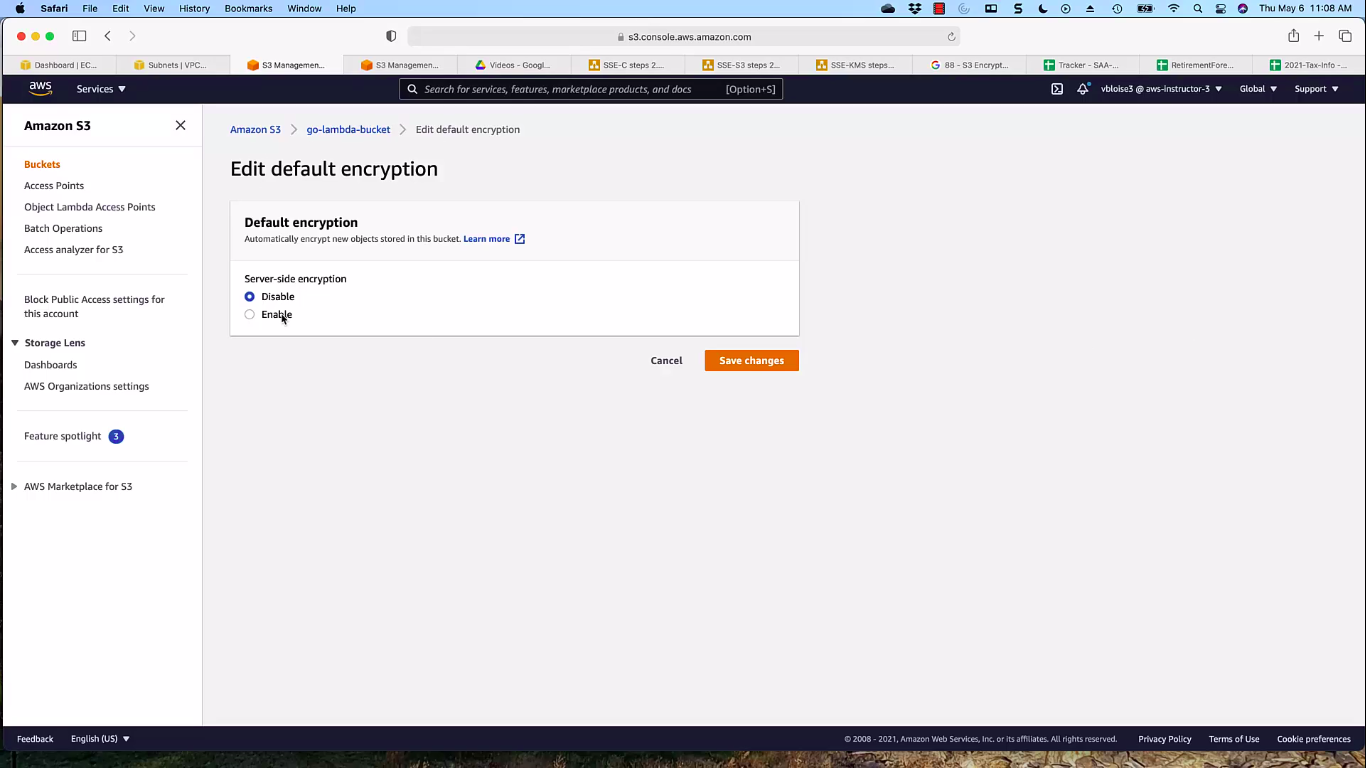 Safari File Edit View History Bookmarks Window Help Thu May 6 11:08 AM
s3.console.aws.amazon.com
Dashboard | EC... Subnets | VPC... S3 Manageme... S3 Manageme... Videos – Googl... SSE-C steps 2.... SSE-S3 steps 2... SSE-KMS steps... 88 - S3 Encrypt... Tracker - SAA-... RetirementFore... 2021-Tax-Info -...
aws Services Search for services, features, marketplace products, and docs [Option+S] vbloise3 @ aws-instructor-3 Global Support
Amazon S3
Buckets
Access Points
Object Lambda Access Points
Batch Operations
Access analyzer for S3
Block Public Access settings for
this account
Storage Lens
Dashboards
AWS Organizations settings
Feature spotlight 3
AWS Marketplace for S3
Amazon S3 go-lambda-bucket Edit default encryption
Edit default encryption
Default encryption
Automatically encrypt new objects stored in this bucket. Learn more
Server-side encryption
Disable
Enable
Cancel Save changes
Feedback English (US) © 2008 - 2021, Amazon Web Services, Inc. or its affiliates. All rights reserved. Privacy Policy Terms of Use Cookie preferences